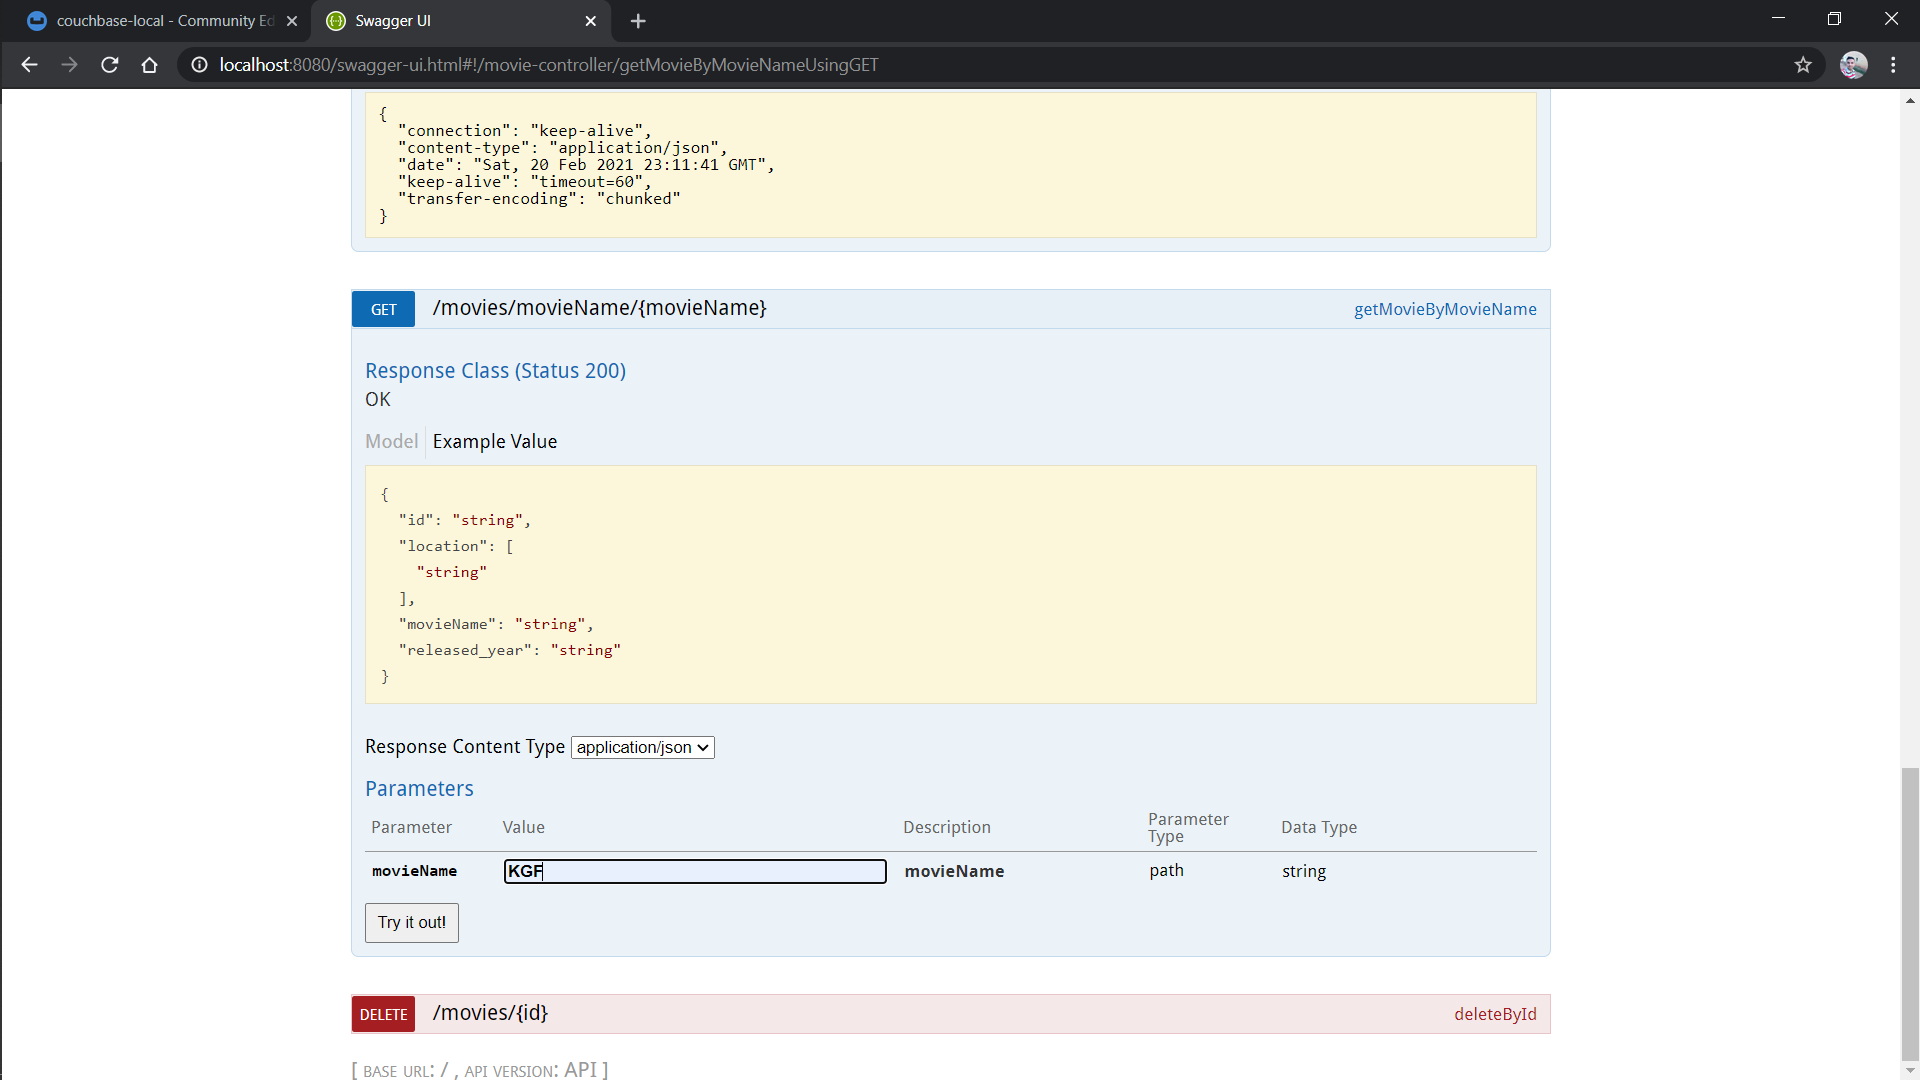 couchbase-local - Community Ed
Swagger UI
localhost:8080/swagger-ui.html#!/movie-controller/getMovieByMovieNameUsingGET
{
"connection": "keep-alive",
"content-type": "application/json",
"date": "Sat, 20 Feb 2021 23:11:41 GMT",
"keep-alive": "timeout=60",
"transfer-encoding": "chunked"
}
GET /movies/movieName/{movieName} getMovieByMovieName
Response Class (Status 200)
OK
Model Example Value
{
"id": "string",
"location": [
"string"
],
"movieName": "string",
"released_year": "string"
}
Response Content Type application/json
Parameters
Parameter Value Description Parameter Type Data Type
movieName KGF movieName path string
Try it out!
DELETE /movies/{id} deleteById
[ BASE URL: / , API VERSION: API ]